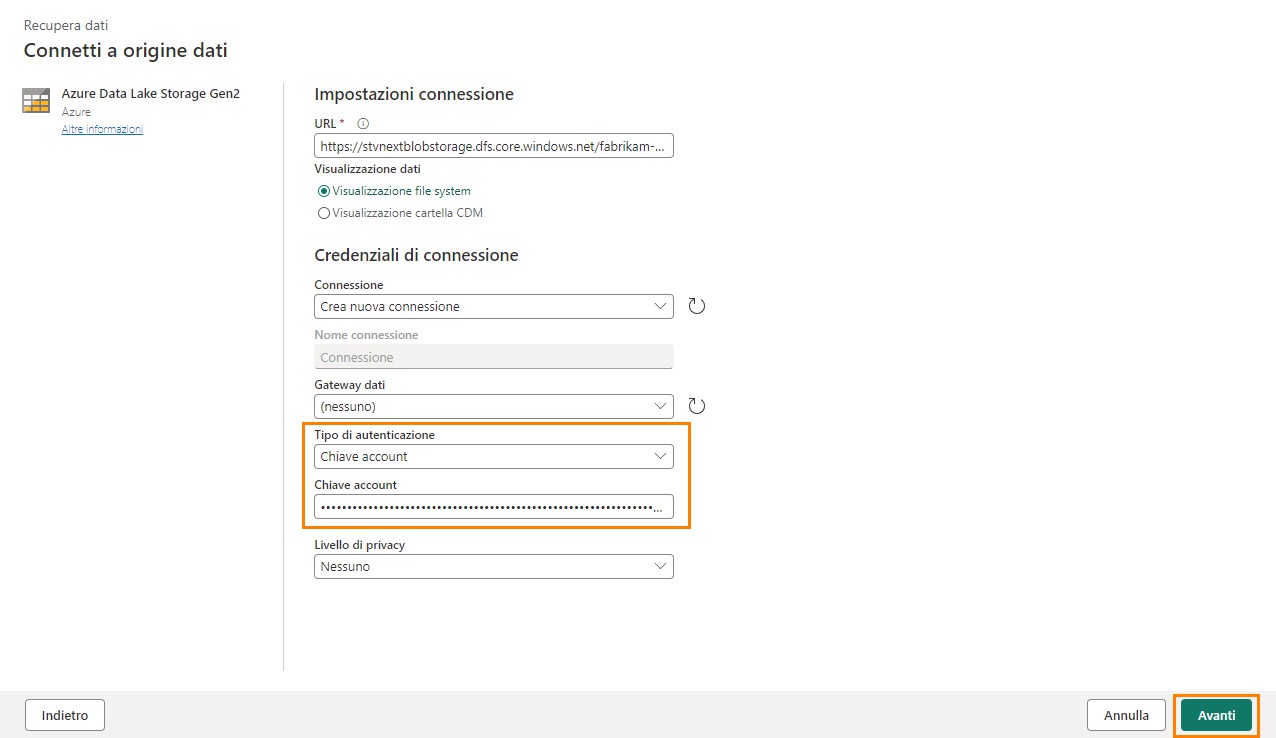 Recupera dati
Connetti a origine dati
Azure Data Lake Storage Gen2
Azure
Altre informazioni
Impostazioni connessione
URL *
https://stvnextblobstorage.dfs.core.windows.net/fabrikam-...
Visualizzazione dati
Visualizzazione file system
Visualizzazione cartella CDM
Credenziali di connessione
Connessione
Crea nuova connessione
Nome connessione
Connessione
Gateway dati
(nessuno)
Tipo di autenticazione
Chiave account
Chiave account
Livello di privacy
Nessuno
Indietro
Annulla
Avanti